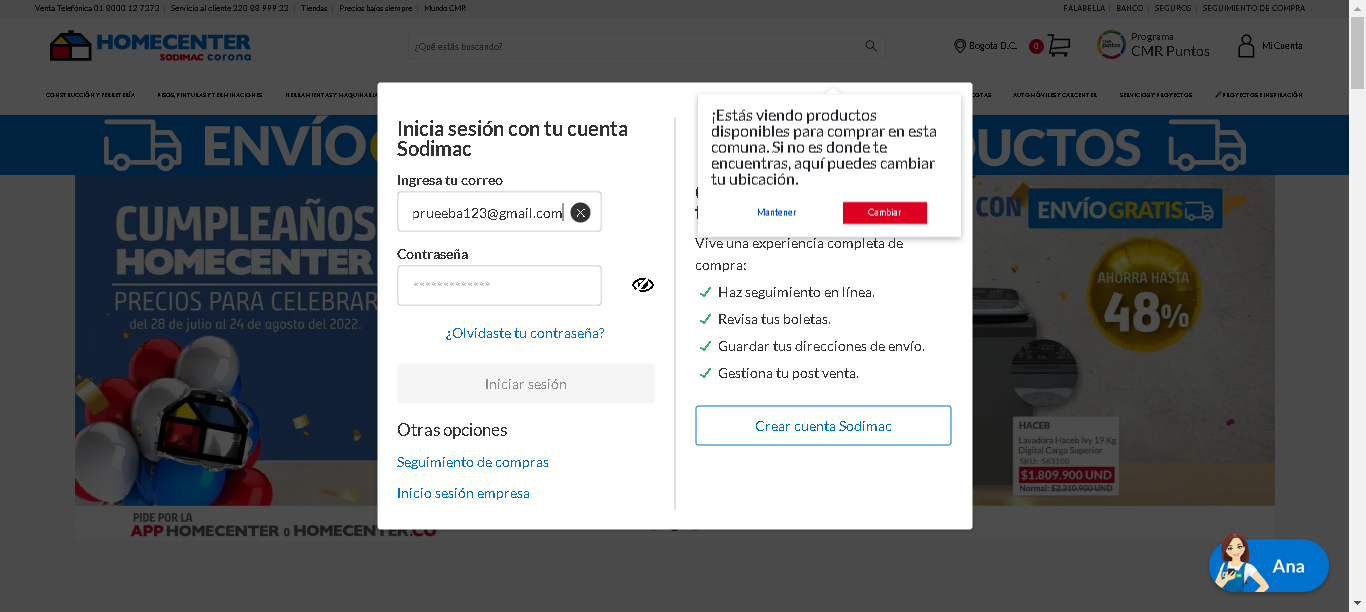 Venta Telefónica 01 8000 12 7373 | Servicio al cliente 320 88 999 33 | Tiendas | Precios bajos siempre | Mundo CMR
FALABELLA | BANCO | SEGUROS | SEGUIMIENTO DE COMPRA
HOMECENTER
SODIMAC corona
¿Qué estás buscando?
Bogota D.C.
0
Programa
CMR Puntos
Mi Cuenta
CONSTRUCCIÓN Y FERRETERÍA
PISOS, PINTURAS Y TERMINACIONES
HERRAMIENTAS Y MAQUINARIA
AUTOMÓVILES Y CAR CENTER
SERVICIOS Y PROYECTOS
PROYECTOS E INSPIRACIÓN
ENVÍO
UCTOS
CUMPLEAÑOS
HOMECENTER
PRECIOS PARA CELEBRAR
del 28 de julio al 24 de agosto del 2022.
PIDE POR LA
APP HOMECENTER o HOMECENTER.CO
Inicia sesión con tu cuenta
Sodimac
Ingresa tu correo
prueeba123@gmail.com
Contraseña
*************
¿Olvidaste tu contraseña?
Iniciar sesión
Otras opciones
Seguimiento de compras
Inicio sesión empresa
¡Estás viendo productos
disponibles para comprar en esta
comuna. Si no es donde te
encuentras, aquí puedes cambiar
tu ubicación.
Mantener
Cambiar
Vive una experiencia completa de
compra:
Haz seguimiento en línea.
Revisa tus boletas.
Guardar tus direcciones de envío.
Gestiona tu post venta.
Crear cuenta Sodimac
CON
ENVÍOGRATIS
AHORRA HASTA
48%
HACEB
Lavadora Haceb Ivy 19 Kg
Digital Carga Superior
SKU: 563100
$1.809.900 UND
Normal: $2.310.900 UND
Ana